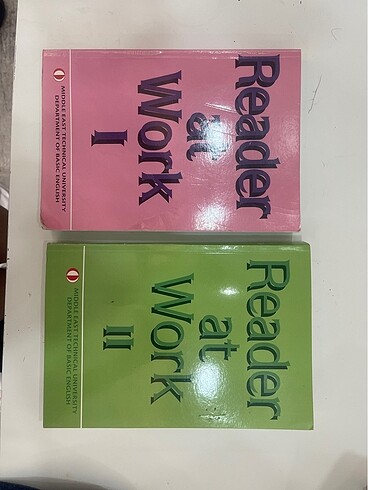 Reader
at
Work
I
MIDDLE EAST TECHNICAL UNIVERSITY
DEPARTMENT OF BASIC ENGLISH
Reader
at
Work
II
MIDDLE EAST TECHNICAL UNIVERSITY
DEPARTMENT OF BASIC ENGLISH